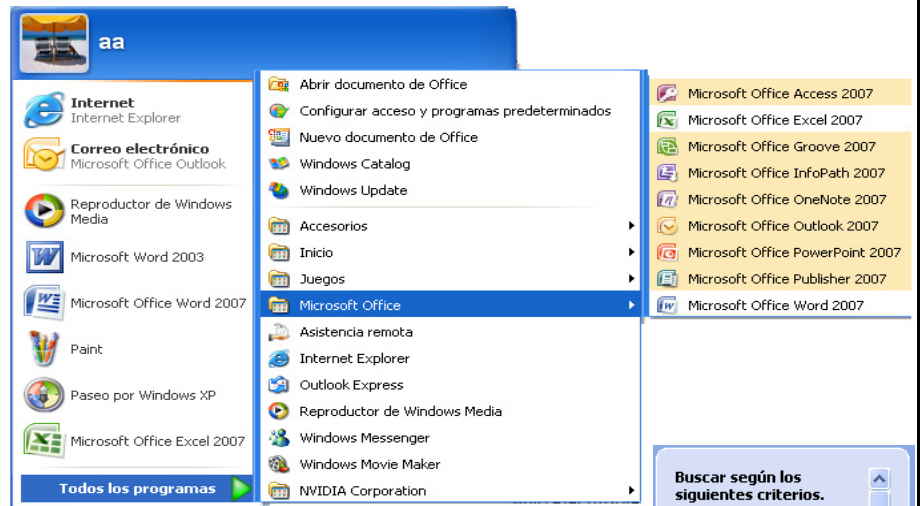 aa
Internet
Internet Explorer
Correo electrónico
Microsoft Office Outlook
Reproductor de Windows
Media
Microsoft Word 2003
Microsoft Office Word 2007
Paint
Paseo por Windows XP
Microsoft Office Excel 2007
Todos los programas
Abrir documento de Office
Configurar acceso y programas predeterminados
Nuevo documento de Office
Windows Catalog
Windows Update
Accesorios
Inicio
Juegos
Microsoft Office
Asistencia remota
Internet Explorer
Outlook Express
Reproductor de Windows Media
Windows Messenger
Windows Movie Maker
NVIDIA Corporation
Microsoft Office Access 2007
Microsoft Office Excel 2007
Microsoft Office Groove 2007
Microsoft Office InfoPath 2007
Microsoft Office OneNote 2007
Microsoft Office Outlook 2007
Microsoft Office PowerPoint 2007
Microsoft Office Publisher 2007
Microsoft Office Word 2007
Buscar según los
siguientes criterios.